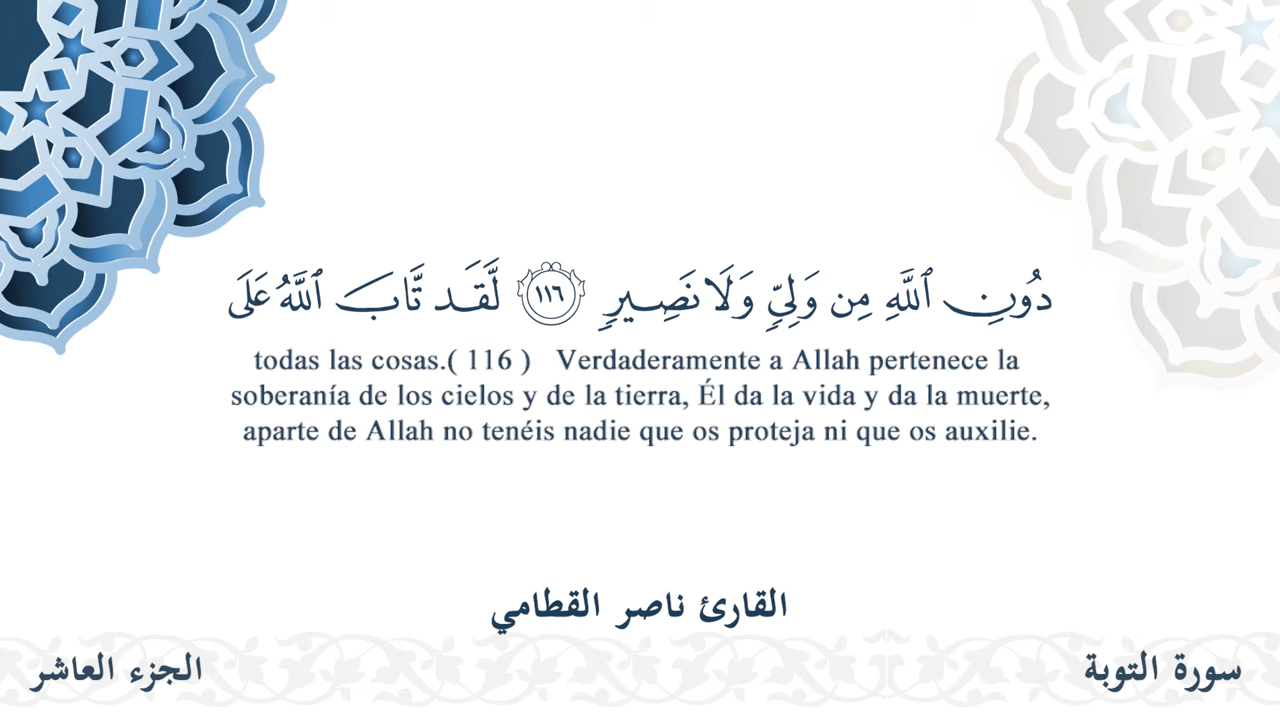 دُونِ ٱللَّهِ مِن وَلِيّٖ وَلَا نَصِيرٖ ١١٦ لَّقَد تَّابَ ٱللَّهُ عَلَى
todas las cosas.( 116 ) Verdaderamente a Allah pertenece la
soberanía de los cielos y de la tierra, Él da la vida y da la muerte,
aparte de Allah no tenéis nadie que os proteja ni que os auxilie.
القارئ ناصر القطامي
سورة التوبة
الجزء العاشر